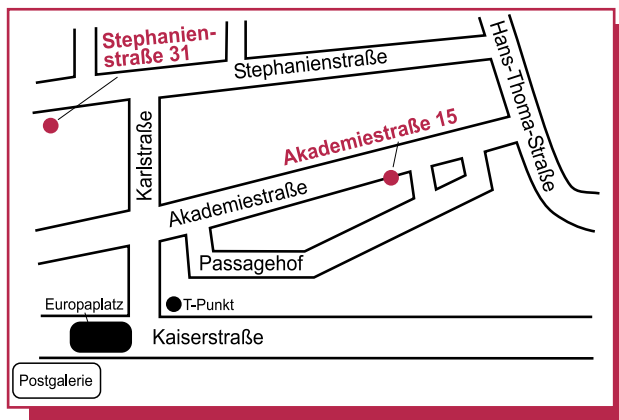 Stephanien-
straße 31
Stephanienstraße
Hans-Thoma-Straße
Akademiestraße 15
Karlstraße
Akademiestraße
Passagehof
Europaplatz
T-Punkt
Kaiserstraße
Postgalerie